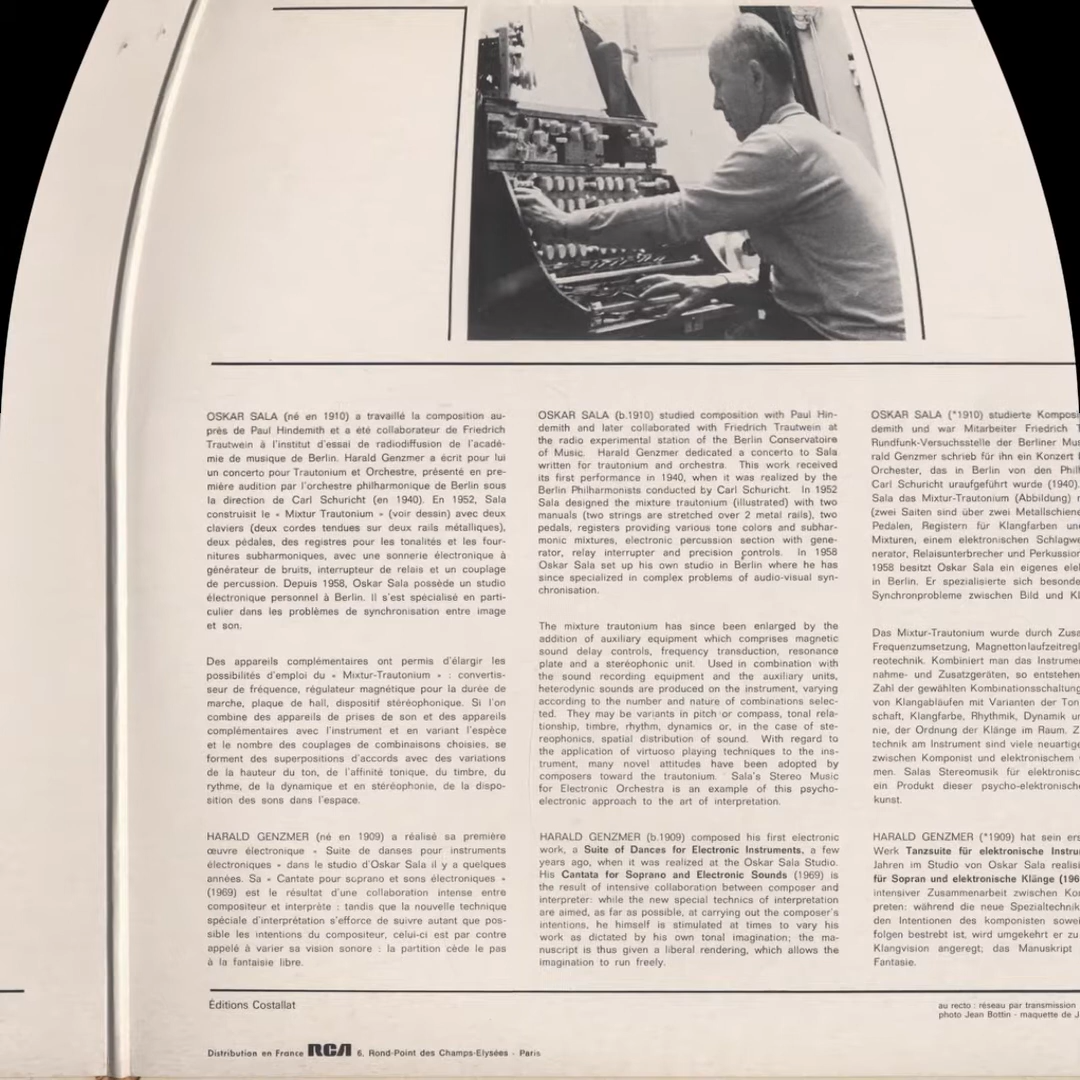 OSKAR SALA (né en 1910) a travaillé la composition au-
près de Paul Hindemith et a été collaborateur de Friedrich
Trautwein à l'institut d'essai de radiodiffusion de l'acadé-
mie de musique de Berlin. Harald Genzmer a écrit pour lui
un concerto pour Trautonium et Orchestre, présenté en pre-
mière audition par l'orchestre philharmonique de Berlin sous
la direction de Carl Schuricht (en 1940). En 1952, Sala
construisit le « Mixtur Trautonium » (voir dessin) avec deux
claviers (deux cordes tendues sur deux rails métalliques),
deux pédales, des registres pour les tonalités et les four-
nitures subharmoniques, avec une sonnerie électronique à
générateur de bruits, interrupteur de relais et un couplage
de percussion. Depuis 1958, Oskar Sala possède un studio
électronique personnel à Berlin. Il s'est spécialisé en parti-
culier dans les problèmes de synchronisation entre image
et son.
Des appareils complémentaires ont permis d'élargir les
possibilités d'emploi du « Mixtur-Trautonium » : convertis-
seur de fréquence, régulateur magnétique pour la durée de
marche, plaque de hall, dispositif stéréophonique. Si l'on
combine des appareils de prises de son et des appareils
complémentaires avec l'instrument et en variant l'espèce
et le nombre des couplages de combinaisons choisies, se
forment des superpositions d'accords avec des variations
de la hauteur du ton, de l'affinité tonique, du timbre, du
rythme, de la dynamique et en stéréophonie, de la dispo-
sition des sons dans l'espace.
HARALD GENZMER (né en 1909) a réalisé sa première
œuvre électronique « Suite de danses pour instruments
électroniques » dans le studio d'Oskar Sala il y a quelques
années. Sa « Cantate pour soprano et sons électroniques »
(1969) est le résultat d'une collaboration intense entre
compositeur et interprète : tandis que la nouvelle technique
spéciale d'interprétation s'efforce de suivre autant que pos-
sible les intentions du compositeur, celui-ci est par contre
appelé à varier sa vision sonore : la partition cède le pas
à la fantaisie libre.
OSKAR SALA (b.1910) studied composition with Paul Hin-
demith and later collaborated with Friedrich Trautwein at
the radio experimental station of the Berlin Conservatoire
of Music. Harald Genzmer dedicated a concerto to Sala
written for trautonium and orchestra. This work received
its first performance in 1940, when it was realized by the
Berlin Philharmonists conducted by Carl Schuricht. In 1952
Sala designed the mixture trautonium (illustrated) with two
manuals (two strings are stretched over 2 metal rails), two
pedals, registers providing various tone colors and subhar-
monic mixtures, electronic percussion section with gene-
rator, relay interrupter and precision controls. In 1958
Oskar Sala set up his own studio in Berlin where he has
since specialized in complex problems of audio-visual syn-
chronisation.
The mixture trautonium has since been enlarged by the
addition of auxiliary equipment which comprises magnetic
sound delay controls, frequency transduction, resonance
plate and a stereophonic unit. Used in combination with
the sound recording equipment and the auxiliary units,
heterodynic sounds are produced on the instrument, varying
according to the number and nature of combinations selec-
ted. They may be variants in pitch or compass, tonal rela-
tionship, timbre, rhythm, dynamics or, in the case of ste-
reophonics, spatial distribution of sound. With regard to
the application of virtuoso playing techniques to the ins-
trument, many novel attitudes have been adopted by
composers toward the trautonium. Sala's Stereo Music
for Electronic Orchestra is an example of this psycho-
electronic approach to the art of interpretation.
HARALD GENZMER (b.1909) composed his first electronic
work, a Suite of Dances for Electronic Instruments, a few
years ago, when it was realized at the Oskar Sala Studio.
His Cantata for Soprano and Electronic Sounds (1969) is
the result of intensive collaboration between composer and
interpreter: while the new special technics of interpretation
are aimed, as far as possible, at carrying out the composer's
intentions, he himself is stimulated at times to vary his
work as dictated by his own tonal imagination; the ma-
nuscript is thus given a liberal rendering, which allows the
imagination to run freely.
OSKAR SALA (*1910) studierte Komposi
demith und war Mitarbeiter Friedrich T
Rundfunk-Versuchsstelle der Berliner Mus
rald Genzmer schrieb für ihn ein Konzert
Orchester, das in Berlin von den Phil
Carl Schuricht uraufgeführt wurde (1940).
Sala das Mixtur-Trautonium (Abbildung)
(zwei Saiten sind über zwei Metallschiene
Pedalen, Registern für Klangfarben und
Mixturen, einem elektronischen Schlagwe
nerator, Relaisunterbrecher und Perkussion
1958 besitzt Oskar Sala ein eigenes elek
in Berlin. Er spezialisierte sich besonde
Synchronprobleme zwischen Bild und Kl
Das Mixtur-Trautonium wurde durch Zusa
Frequenzumsetzung, Magnettonlaufzeitregl
reotechnik. Kombiniert man das Instrumen
nahme- und Zusatzgeräten, so entstehen
Zahl der gewählten Kombinationsschaltung
von Klangabläufen mit Varianten der Ton
schaft, Klangfarbe, Rhythmik, Dynamik un
nie, der Ordnung der Klänge im Raum. Z
technik am Instrument sind viele neuartige
zwischen Komponist und elektronischem
men. Salas Stereomusik für elektronisc
ein Produkt dieser psycho-elektronische
kunst.
HARALD GENZMER (*1909) hat sein ers
Werk Tanzsuite für elektronische Instru
Jahren im Studio von Oskar Sala realisi
für Sopran und elektronische Klänge (196
intensiver Zusammenarbeit zwischen Kom
preten: während die neue Spezialtechnik
den Intentionen des komponisten sowei
folgen bestrebt ist, wird umgekehrt er zu
Klangvision angeregt; das Manuskript
Fantasie.
Éditions Costallat
au recto : réseau par transmission
photo Jean Bottin - maquette de J
Distribution en France RCA 6, Rond-Point des Champs-Elysées - Paris